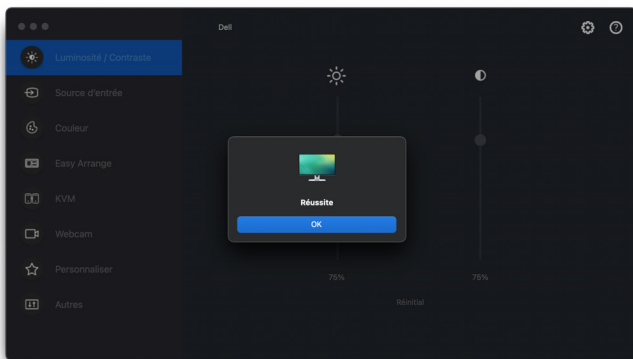 Dell
Luminosité / Contraste
Source d'entrée
Couleur
Easy Arrange
KVM
Webcam
Personnaliser
Autres
Réussite
OK
75%
75%
Réinitial